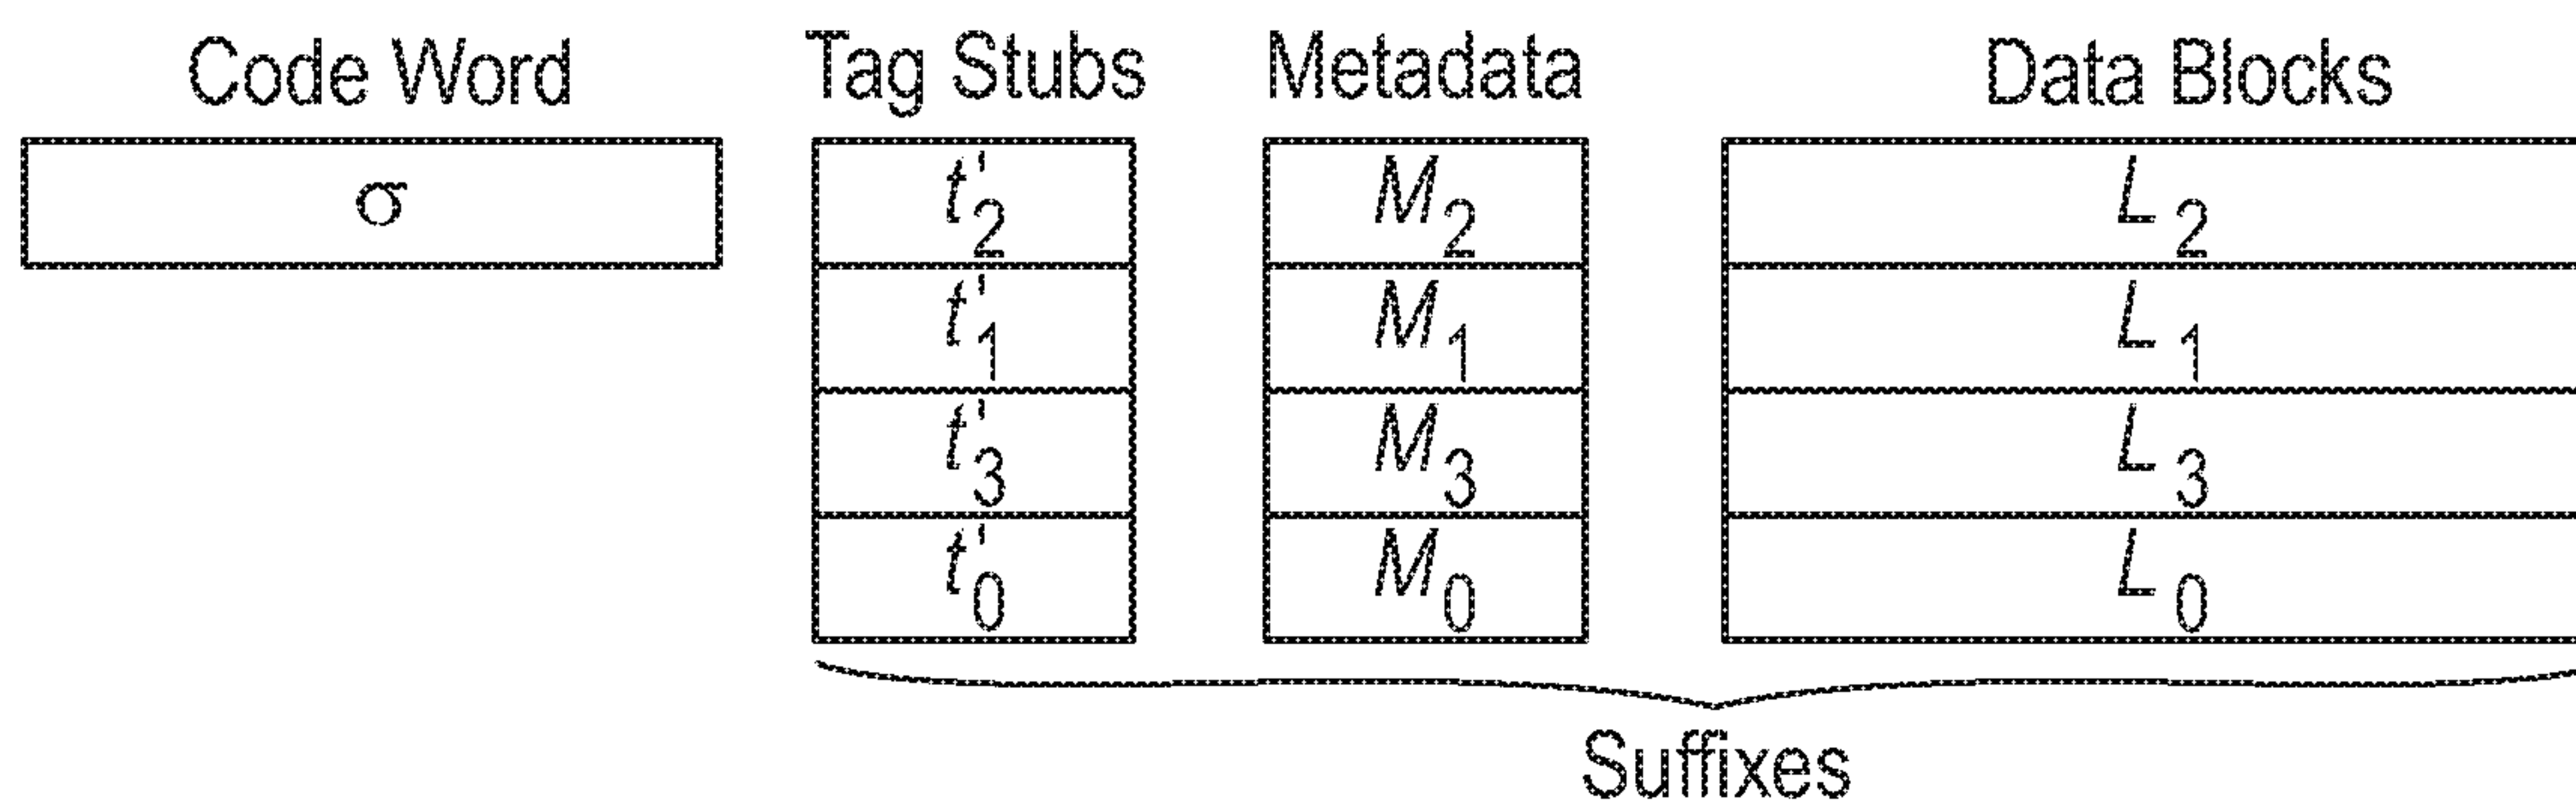 Code Word Tag Stubs Metadata Data Blocks
σ t'2 M2 L2
t'1 M1 L1
t'3 M3 L3
t'0 M0 L0
Suffixes